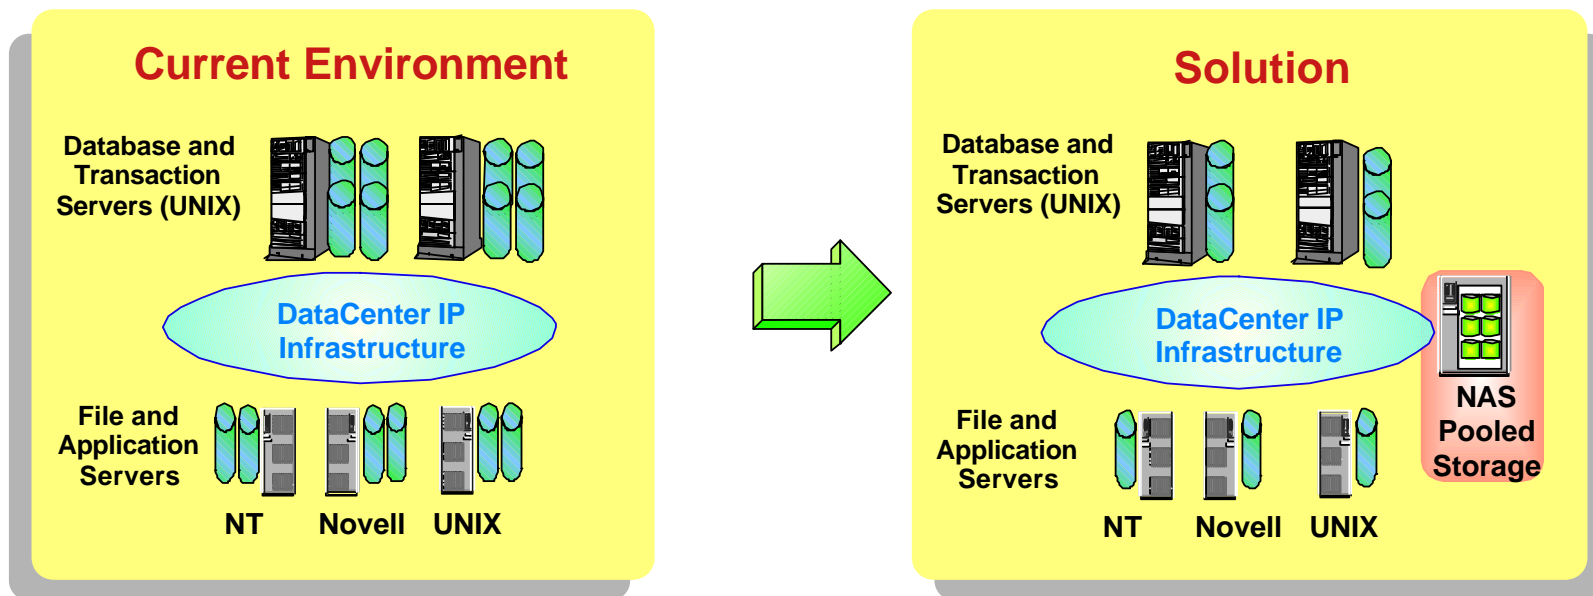 Current Environment
Database and
Transaction
Servers (UNIX)
DataCenter IP
Infrastructure
File and
Application
Servers
NT Novell UNIX
Solution
Database and
Transaction
Servers (UNIX)
DataCenter IP
Infrastructure
NAS
Pooled
Storage
File and
Application
Servers
NT Novell UNIX